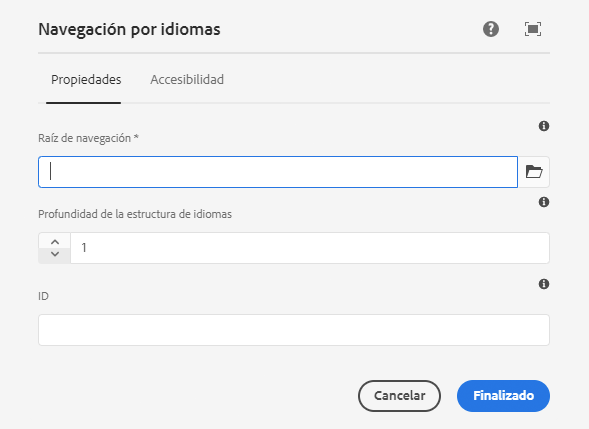 Navegación por idiomas
Propiedades Accesibilidad
Raíz de navegación *
Profundidad de la estructura de idiomas
1
ID
Cancelar Finalizado